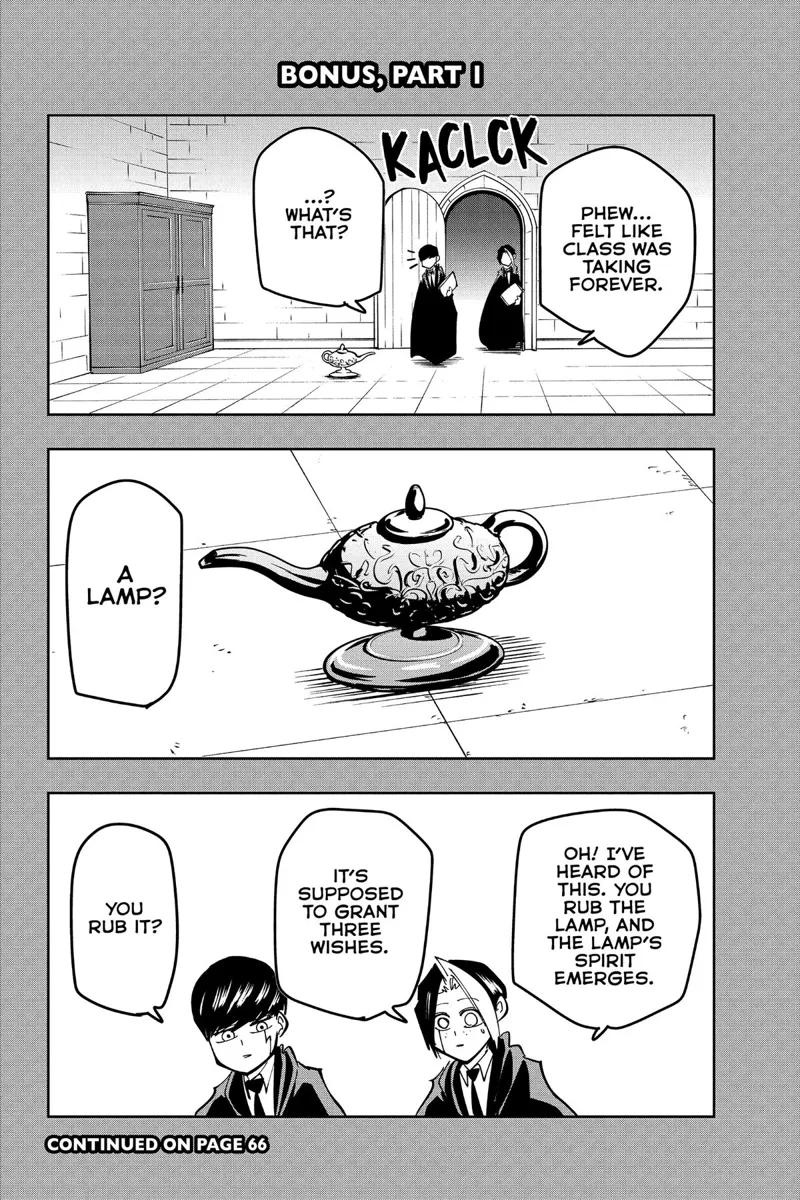 BONUS, PART 1
KACLCK
PHEW...
FELT LIKE
CLASS WAS
TAKING
FOREVER.
...?
WHAT'S
THAT?
A
LAMP?
OH! I'VE
HEARD OF
THIS. YOU
RUB THE
LAMP, AND
THE LAMP'S
SPIRIT
EMERGES.
IT'S
SUPPOSED
TO GRANT
THREE
WISHES.
YOU
RUB IT?
CONTINUED ON PAGE 66